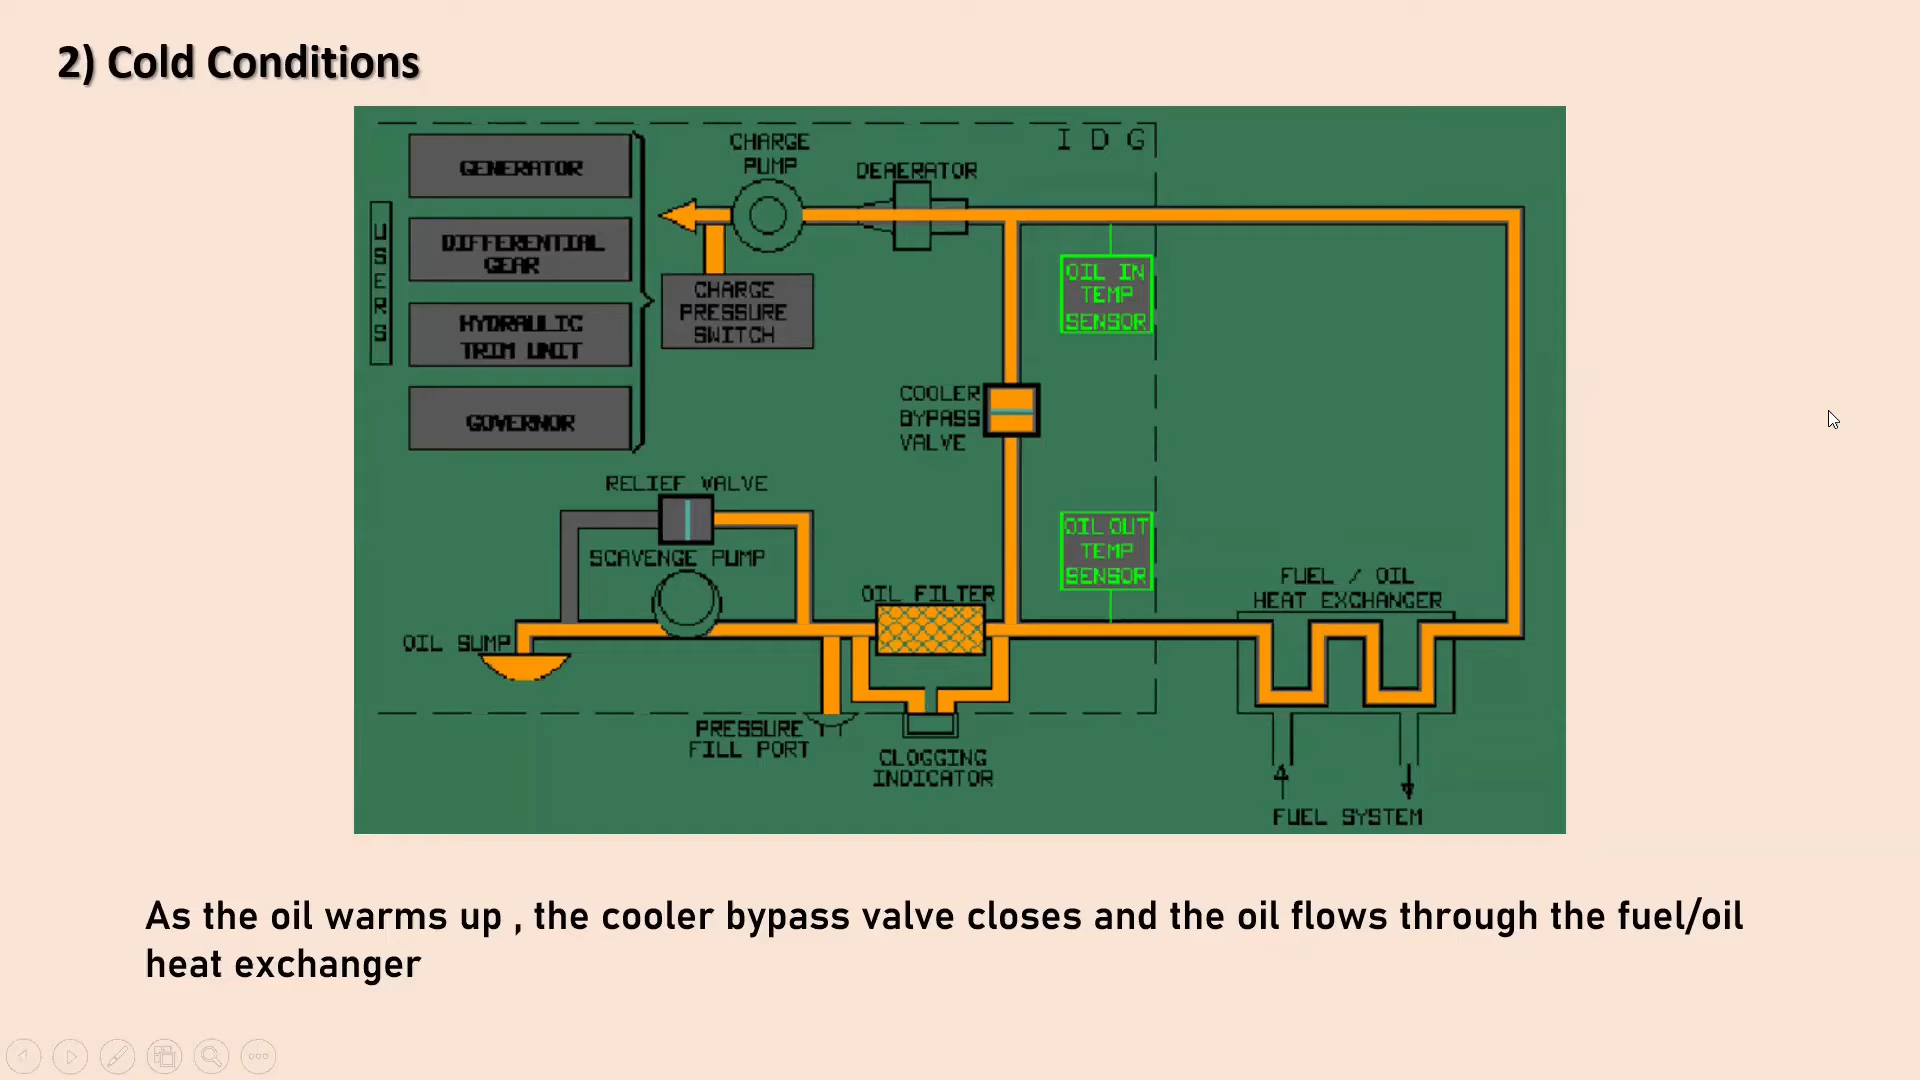 2) Cold Conditions
I D G
CHARGE
PUMP
DEAERATOR
GENERATOR
USERS
DIFFERENTIAL
GEAR
HYDRAULIC
TRIM UNIT
GOVERNOR
CHARGE
PRESSURE
SWITCH
OIL IN
TEMP
SENSOR
COOLER
BYPASS
VALVE
RELIEF VALVE
SCAVENGE PUMP
OIL OUT
TEMP
SENSOR
OIL FILTER
FUEL / OIL
HEAT EXCHANGER
OIL SUMP
PRESSURE
FILL PORT
CLOGGING
INDICATOR
FUEL SYSTEM
As the oil warms up , the cooler bypass valve closes and the oil flows through the fuel/oil
heat exchanger